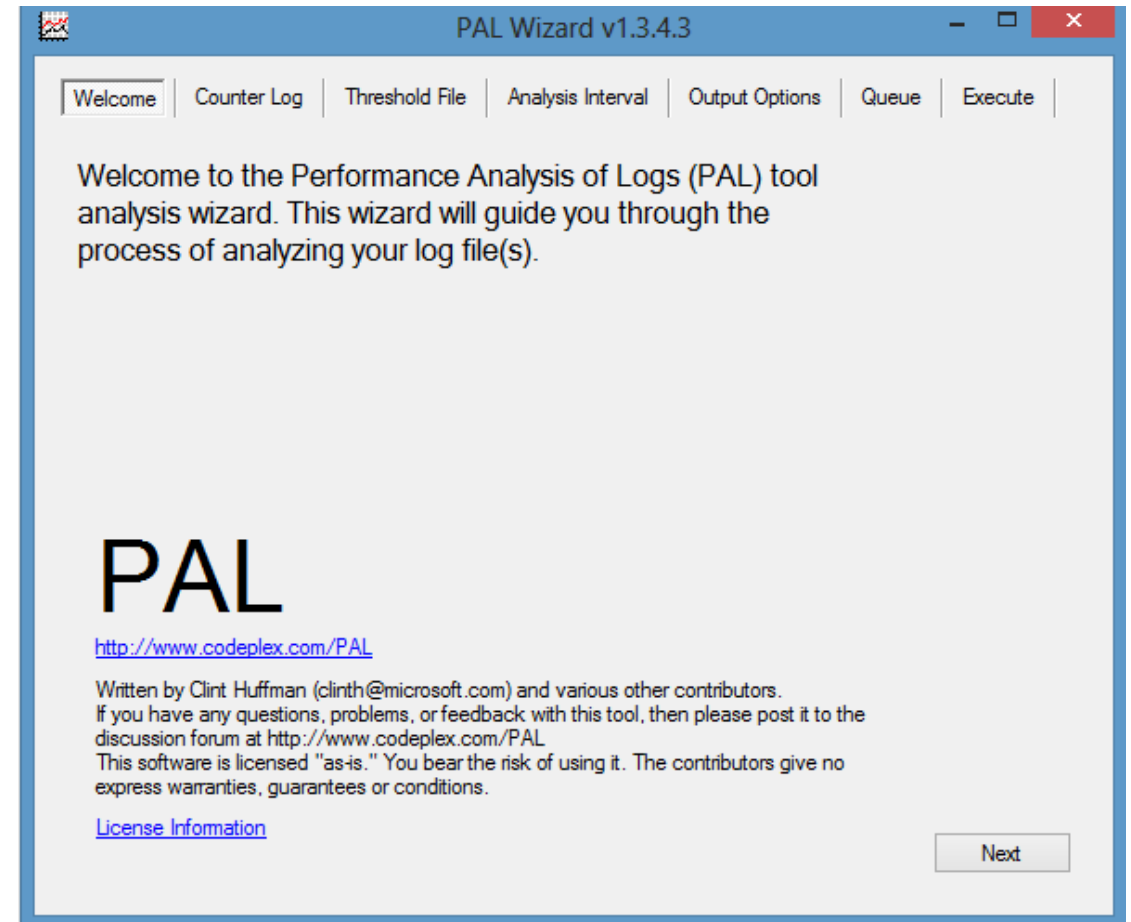 PAL Wizard v1.3.4.3
Welcome Counter Log Threshold File Analysis Interval Output Options Queue Execute
Welcome to the Performance Analysis of Logs (PAL) tool
analysis wizard. This wizard will guide you through the
process of analyzing your log file(s).
PAL
http://www.codeplex.com/PAL
Written by Clint Huffman (clinth@microsoft.com) and various other contributors.
If you have any questions, problems, or feedback with this tool, then please post it to the
discussion forum at http://www.codeplex.com/PAL
This software is licensed "as-is." You bear the risk of using it. The contributors give no
express warranties, guarantees or conditions.
License Information
Next